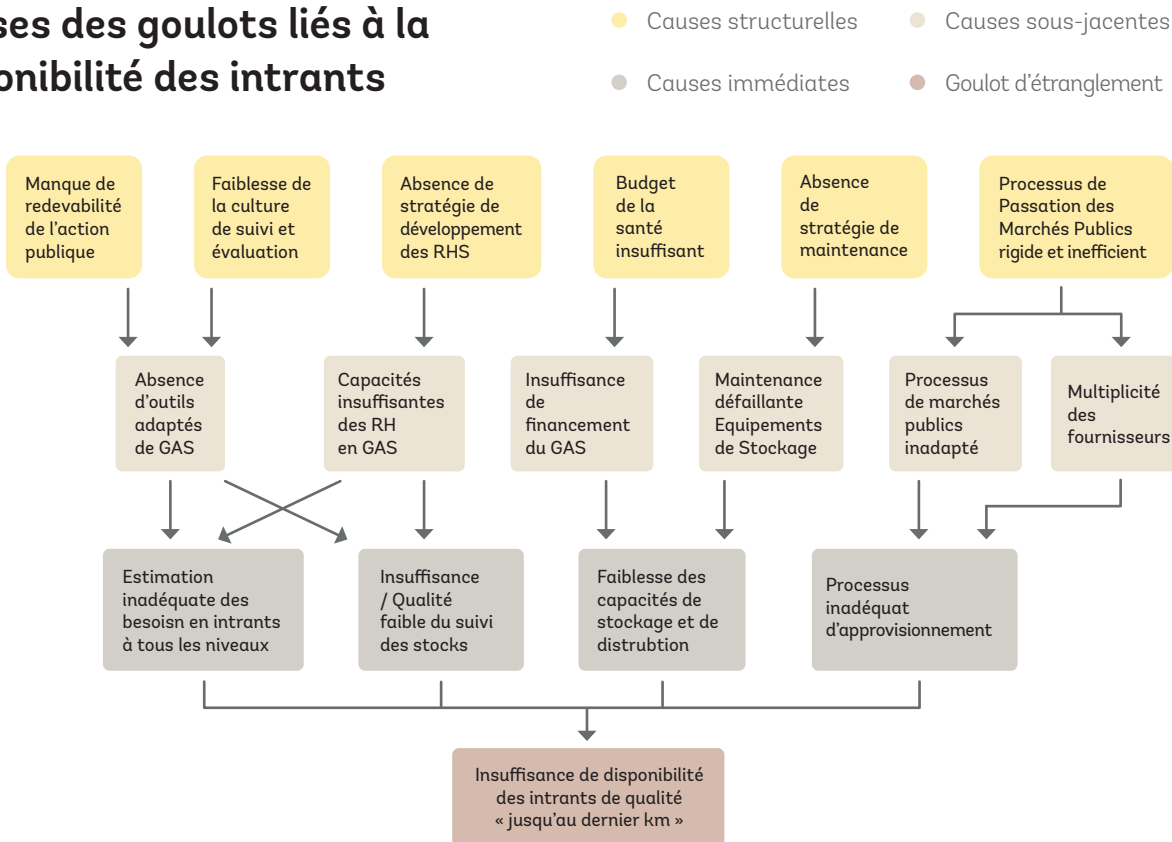 ses des goulots liés à la
onibilité des intrants
Causes structurelles
Causes sous-jacentes
Causes immédiates
Goulot d'étranglement
Manque de
redevabilité
de l'action
publique
Faiblesse de
la culture
de suivi et
évaluation
Absence de
stratégie de
développement
des RHS
Budget
de la
santé
insuffisant
Absence
de
stratégie de
maintenance
Processus de
Passation des
Marchés Publics
rigide et inefficient
Absence
d'outils
adaptés
de GAS
Capacités
insuffisantes
des RH
en GAS
Insuffisance
de
financement
du GAS
Maintenance
défaillante
Equipements
de Stockage
Processus
de marchés
publics
inadapté
Multiplicité
des
fournisseurs
Estimation
inadéquate des
besoisn en intrants
à tous les niveaux
Insuffisance
/ Qualité
faible du suivi
des stocks
Faiblesse des
capacités de
stockage et de
distrubtion
Processus
inadéquat
d'approvisionnement
Insuffisance de disponibilité
des intrants de qualité
« jusqu'au dernier km »